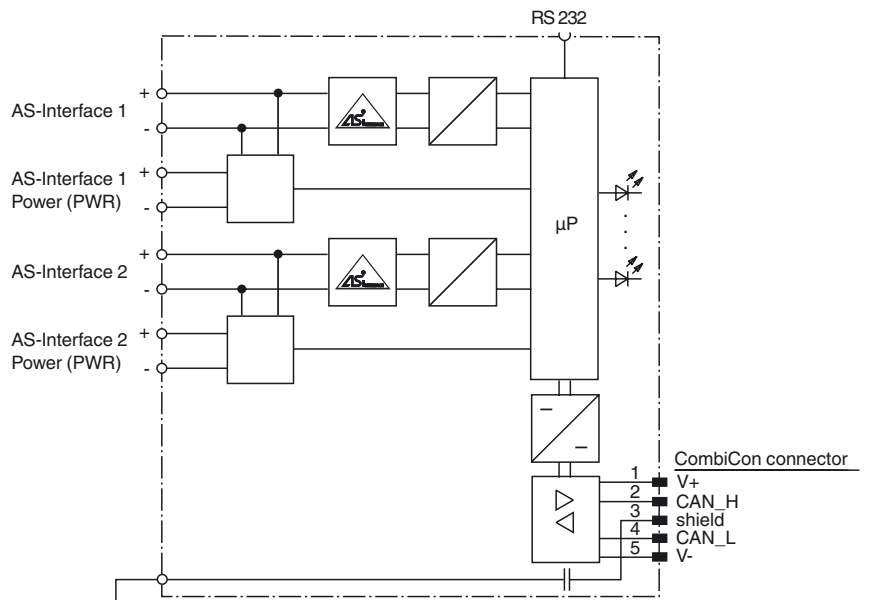 RS 232
AS-Interface 1
+
-
AS-Interface 1
Power (PWR)
+
-
AS-Interface 2
+
-
AS-Interface 2
Power (PWR)
+
-
µP
CombiCon connector
1 V+
2 CAN_H
3 shield
4 CAN_L
5 V-